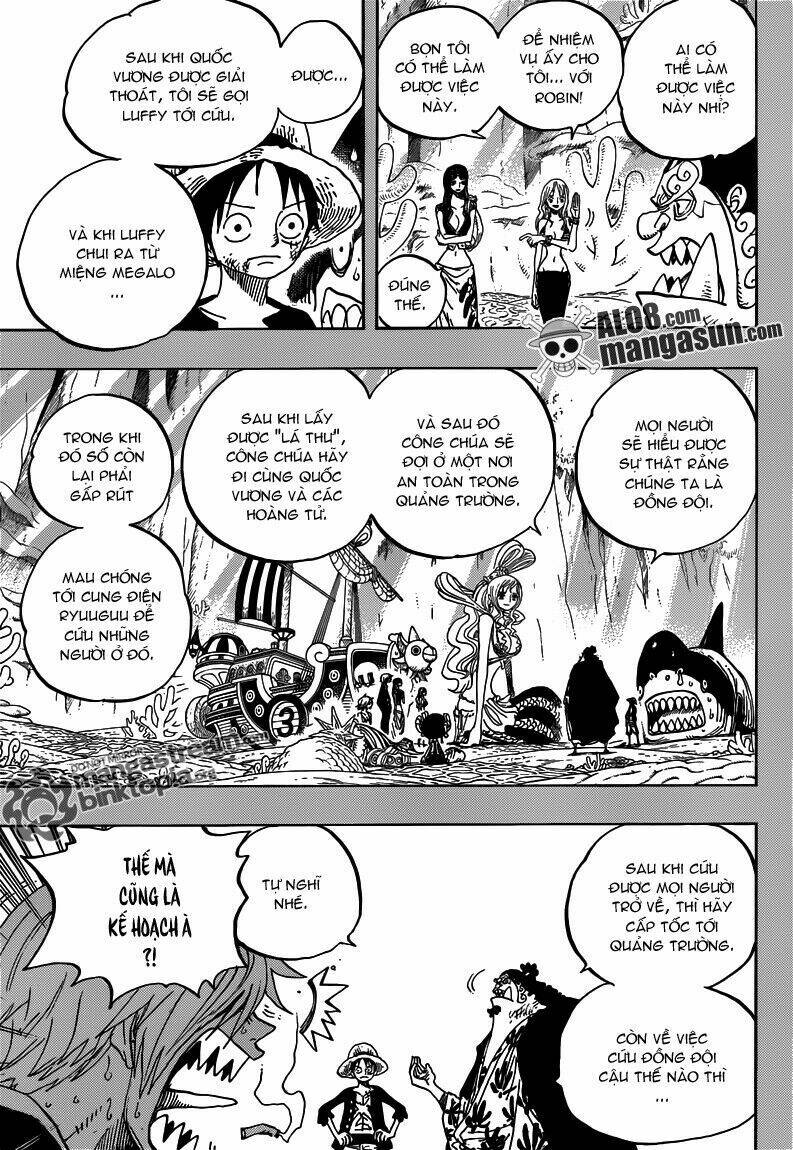 AI CÓ
THỂ LÀM
ĐƯỢC VIỆC
NÀY NHỈ?
ĐỂ NHIỆM
VỤ ẤY CHO
TÔI... VỚI
ROBIN!
BỌN TÔI
CÓ THỂ LÀM
ĐƯỢC VIỆC
NÀY.
ĐÚNG
THẾ.
ĐƯỢC...
SAU KHI QUỐC
VƯƠNG ĐƯỢC GIẢI
THOÁT, TÔI SẼ GỌI
LUFFY TỚI CỨU.
VÀ KHI LUFFY
CHUI RA TỪ
MIỆNG MEGALO
...
ALO8.com
mangasun.com
MỌI NGƯỜI
SẼ HIỂU ĐƯỢC
SỰ THẬT RẰNG
CHÚNG TA LÀ
ĐỒNG ĐỘI.
VÀ SAU ĐÓ
CÔNG CHÚA SẼ
ĐỢI Ở MỘT NƠI
AN TOÀN TRONG
QUẢNG TRƯỜNG.
SAU KHI LẤY
ĐƯỢC "LÁ THƯ",
CÔNG CHÚA HÃY
ĐI CÙNG QUỐC
VƯƠNG VÀ CÁC
HOÀNG TỬ.
TRONG KHI
ĐÓ SỐ CÒN
LẠI PHẢI
GẤP RÚT
MAU CHÓNG
TỚI CUNG ĐIỆN
RYUUGUU ĐỂ
CỨU NHỮNG
NGƯỜI Ở ĐÓ.
3
mangastream.com
binktopia.org
SAU KHI CỨU
ĐƯỢC MỌI NGƯỜI
TRỞ VỀ, THÌ HÃY
CẤP TỐC TỚI
QUẢNG TRƯỜNG.
CÒN VỀ VIỆC
CỨU ĐỒNG ĐỘI
CẬU THẾ NÀO THÌ
...
TỰ NGHĨ
NHÉ.
THẾ MÀ
CŨNG LÀ
KẾ HOẠCH À
?!